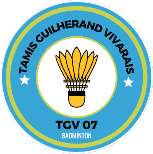 TAMIS GUILHERAND VIVARAIS
TGV 07
BADMINTON